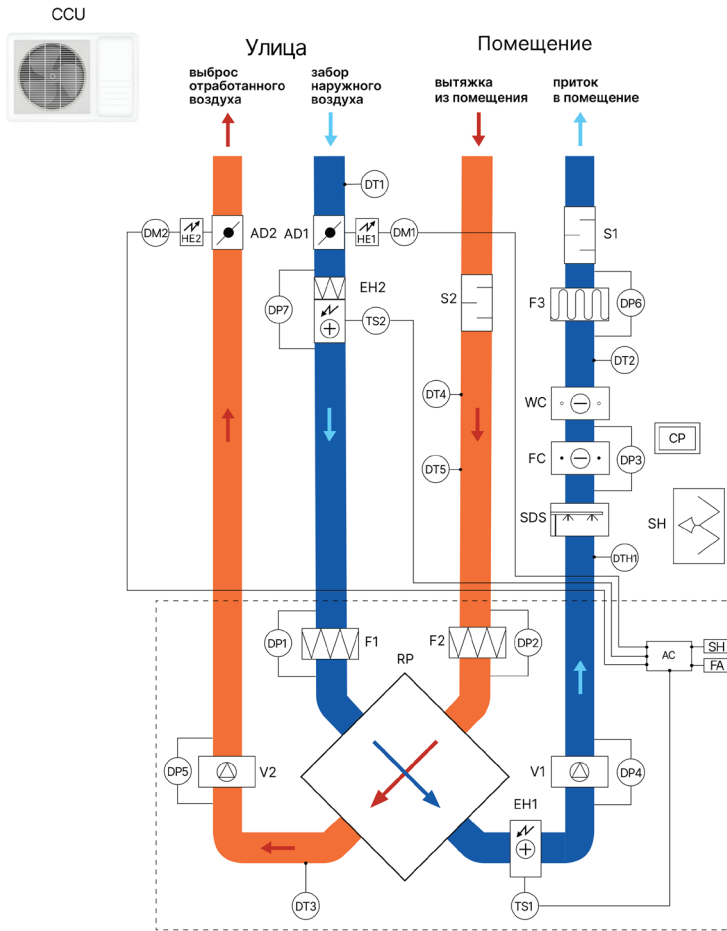 CCU
Улица
Помещение
выброс
отработанного
воздуха
забор
наружного
воздуха
вытяжка
из помещения
приток
в помещение
DT1
DM2
HE2
AD2
AD1
HE1
DM1
S1
EH2
DP7
TS2
S2
F3
DP6
DT2
DT4
WC
CP
FC
DP3
DT5
SDS
SH
DTH1
DP1
F1
F2
DP2
RP
AC
SH
FA
DP5
V2
V1
DP4
EH1
DT3
TS1